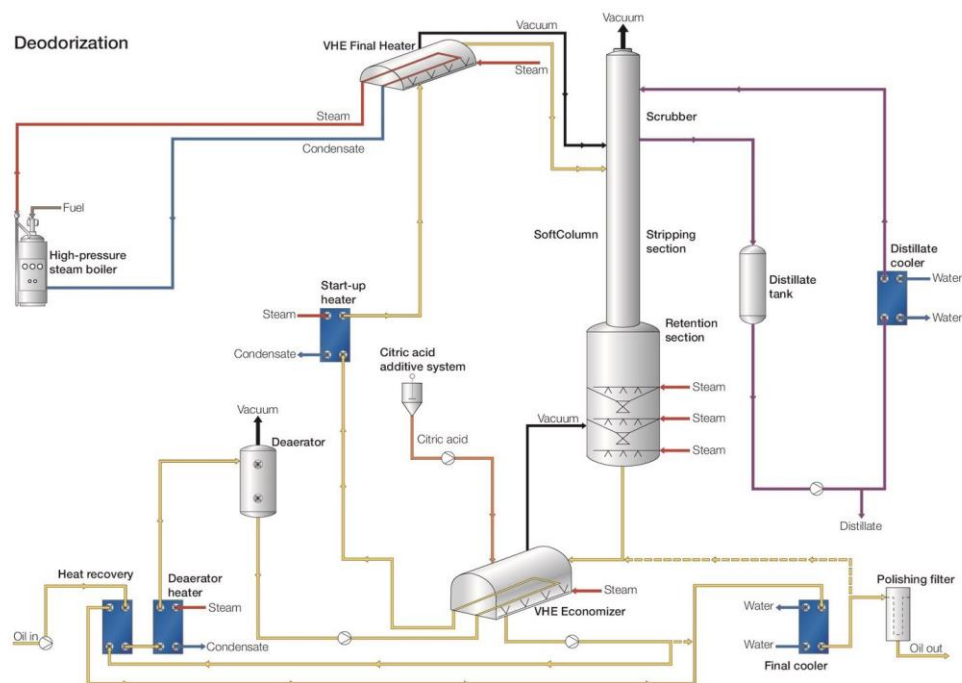 Deodorization
VHE Final Heater
Vacuum
Vacuum
Steam
Steam
Condensate
Scrubber
Fuel
High-pressure
steam boiler
SoftColumn
Stripping
section
Distillate
cooler
Water
Water
Distillate
tank
Start-up
heater
Steam
Condensate
Retention
section
Citric acid
additive system
Steam
Steam
Steam
Vacuum
Deaerator
Vacuum
Citric acid
Distillate
Heat recovery
Deaerator
heater
Steam
Condensate
Oil in
Steam
VHE Economizer
Polishing filter
Water
Water
Final cooler
Oil out